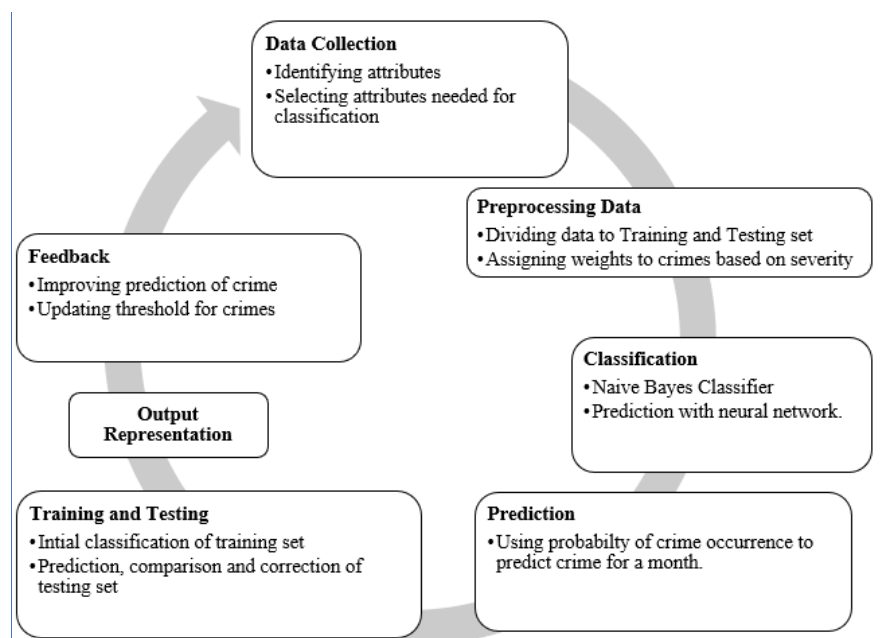 Data Collection
•Identifying attributes
•Selecting attributes needed for
classification
Preprocessing Data
•Dividing data to Training and Testing set
•Assigning weights to crimes based on severity
Classification
•Naive Bayes Classifier
•Prediction with neural network.
Prediction
•Using probabilty of crime occurrence to
predict crime for a month.
Training and Testing
•Intial classification of training set
•Prediction, comparison and correction of
testing set
Output
Representation
Feedback
•Improving prediction of crime
•Updating threshold for crimes